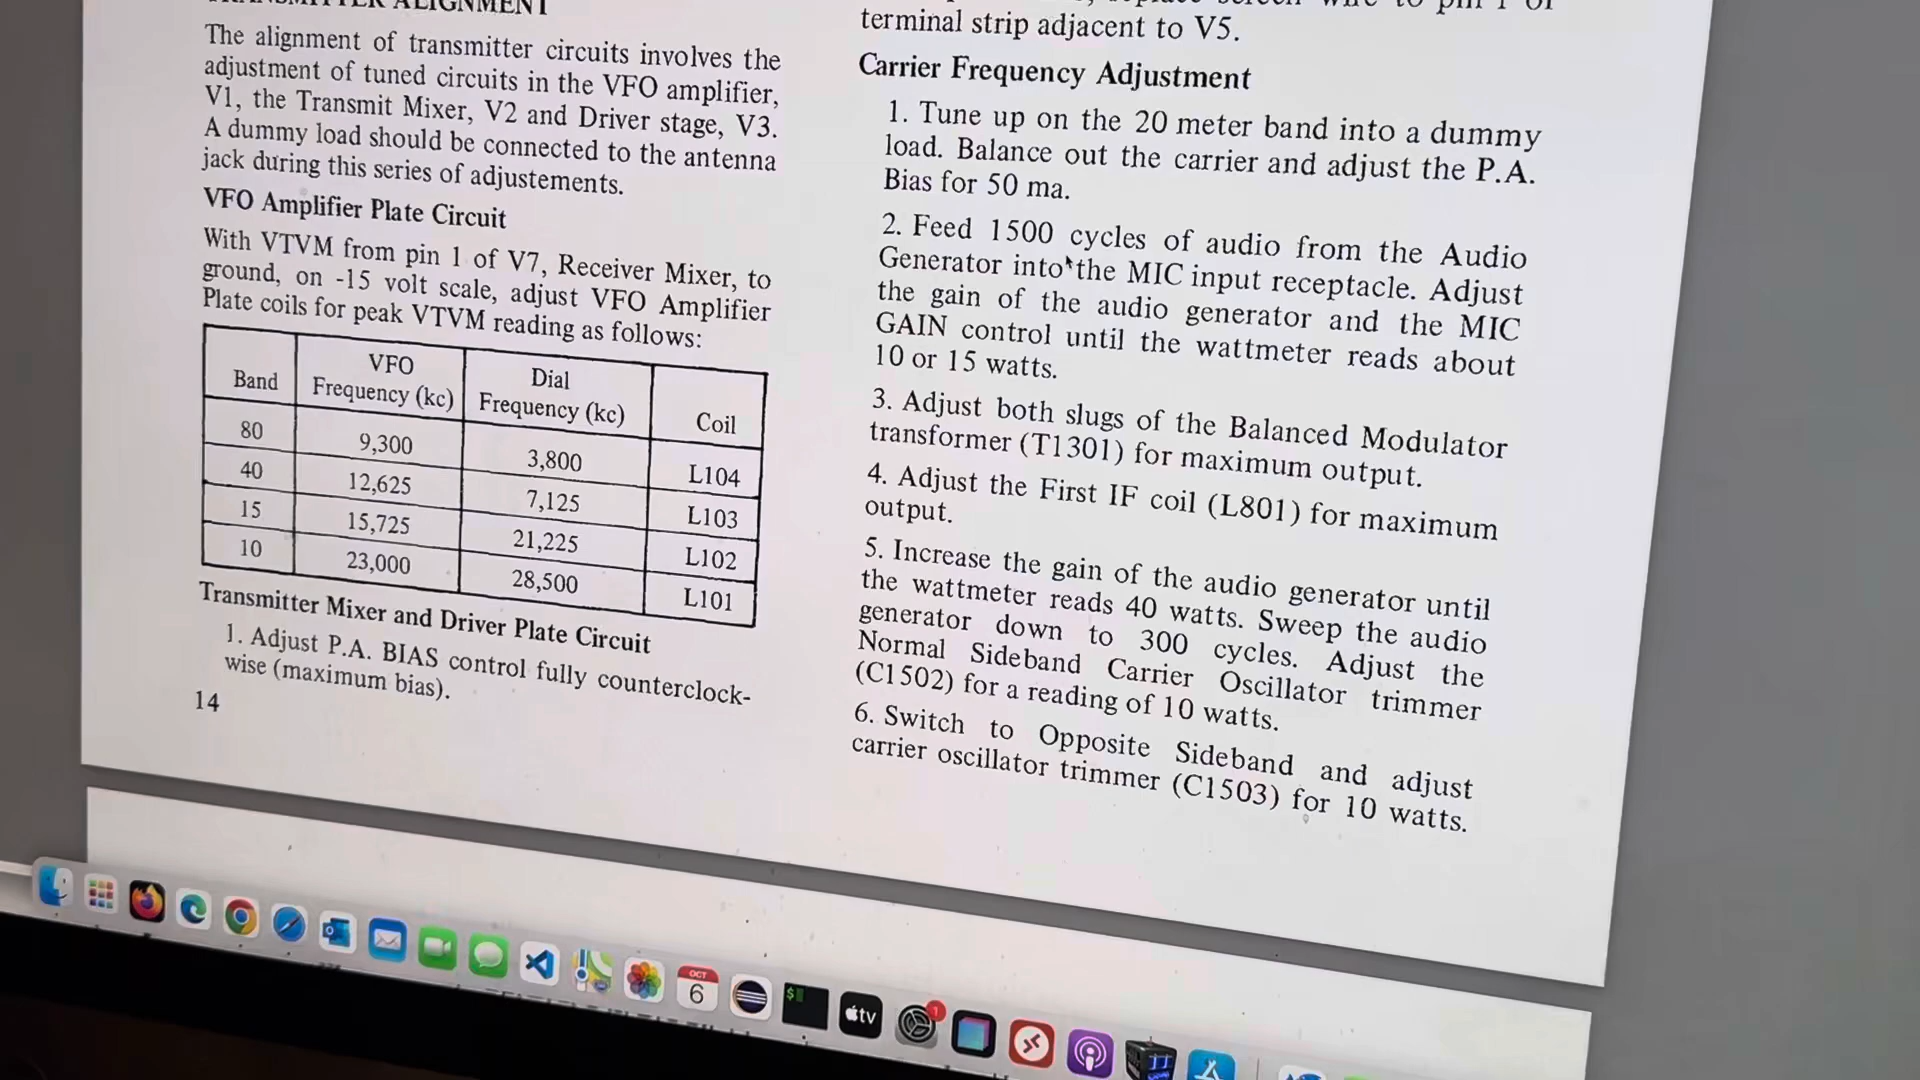 TRANSMITTER ALIGNMENT
The alignment of transmitter circuits involves the
adjustment of tuned circuits in the VFO amplifier,
V1, the Transmit Mixer, V2 and Driver stage, V3.
A dummy load should be connected to the antenna
jack during this series of adjustements.
VFO Amplifier Plate Circuit
With VTVM from pin 1 of V7, Receiver Mixer, to
ground, on -15 volt scale, adjust VFO Amplifier
Plate coils for peak VTVM reading as follows:
Band VFO Frequency (kc) Dial Frequency (kc) Coil
80 9,300 3,800 L104
40 12,625 7,125 L103
15 15,725 21,225 L102
10 23,000 28,500 L101
Transmitter Mixer and Driver Plate Circuit
1. Adjust P.A. BIAS control fully counterclock-
wise (maximum bias).
14
screen wire to pin 1 of
terminal strip adjacent to V5.
Carrier Frequency Adjustment
1. Tune up on the 20 meter band into a dummy
load. Balance out the carrier and adjust the P.A.
Bias for 50 ma.
2. Feed 1500 cycles of audio from the Audio
Generator into the MIC input receptacle. Adjust
the gain of the audio generator and the MIC
GAIN control until the wattmeter reads about
10 or 15 watts.
3. Adjust both slugs of the Balanced Modulator
transformer (T1301) for maximum output.
4. Adjust the First IF coil (L801) for maximum
output.
5. Increase the gain of the audio generator until
the wattmeter reads 40 watts. Sweep the audio
generator down to 300 cycles. Adjust the
Normal Sideband Carrier Oscillator trimmer
(C1502) for a reading of 10 watts.
6. Switch to Opposite Sideband and adjust
carrier oscillator trimmer (C1503) for 10 watts.
OCT
6
$
tv
1